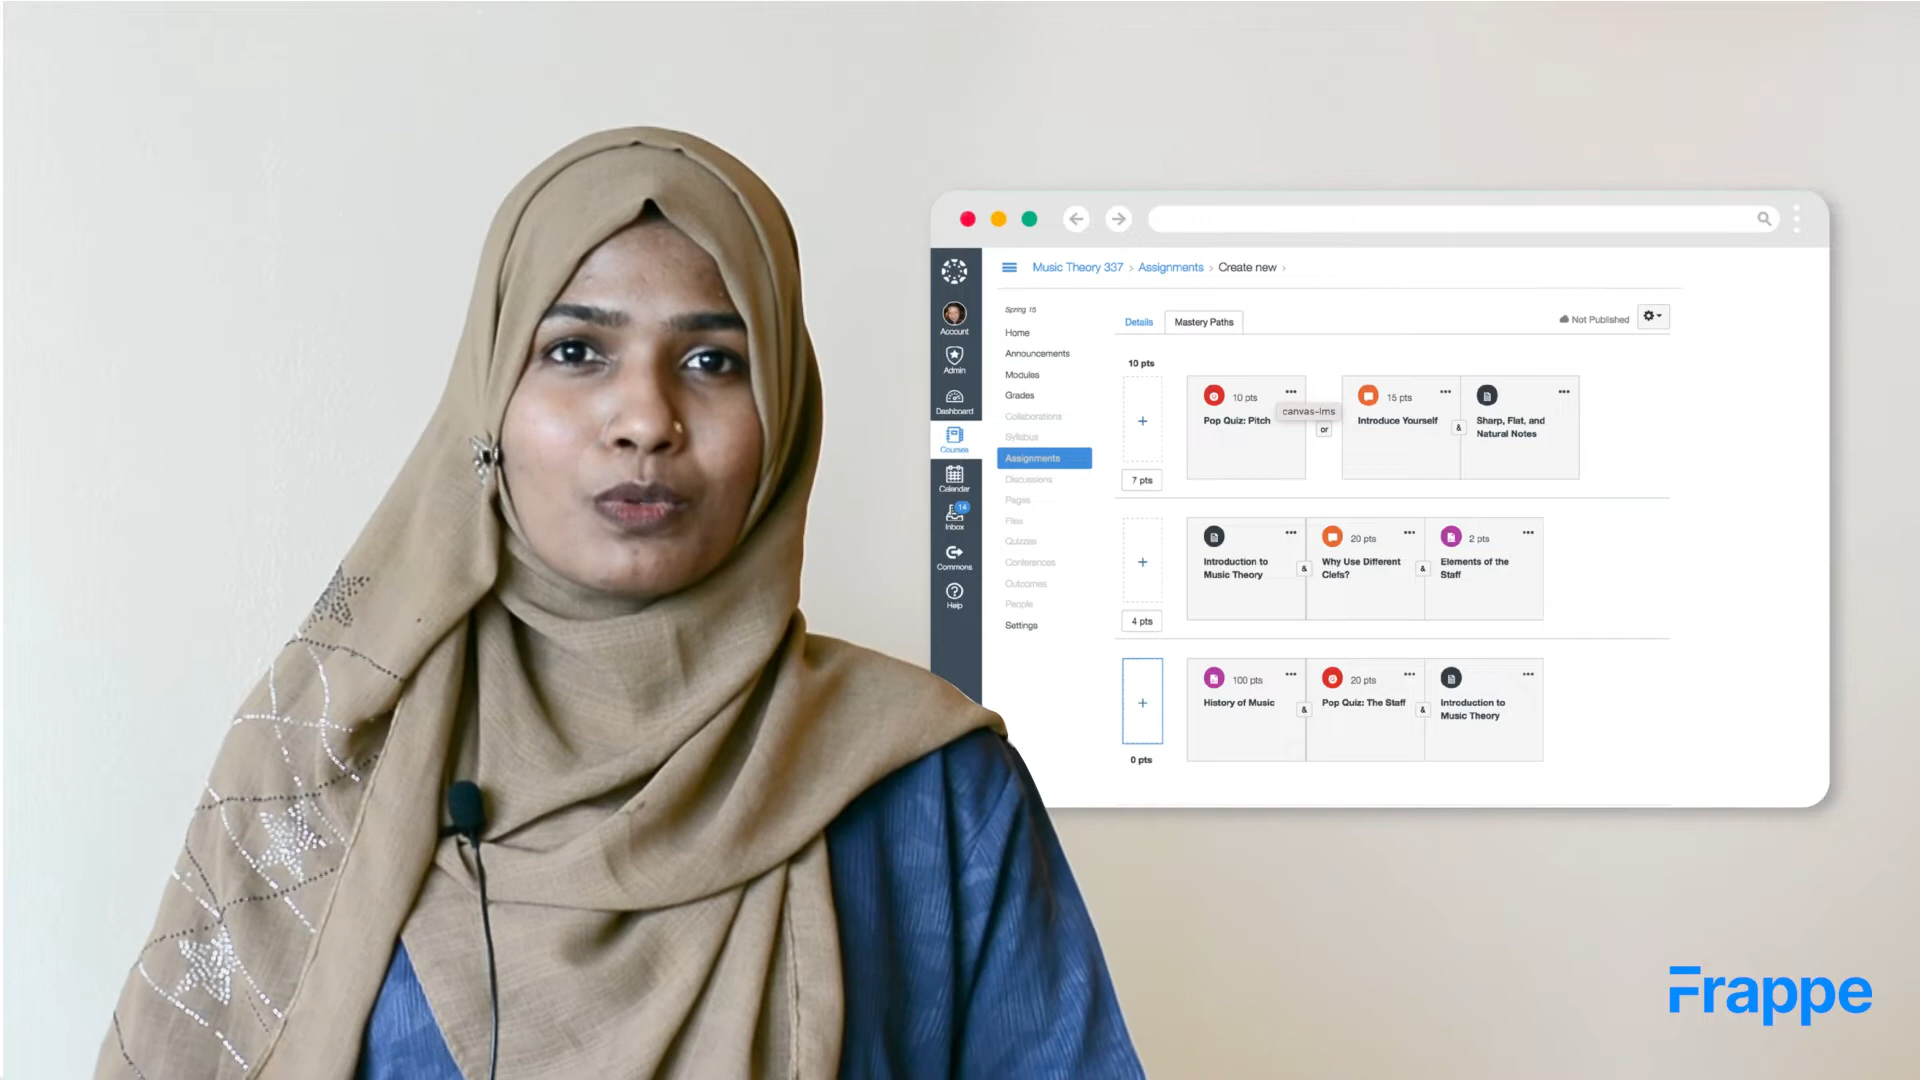 Music Theory 337 › Assignments › Create new ›
Account
Admin
Dashboard
Courses
Calendar
14
Inbox
Commons
Help
Spring 15
Home
Announcements
Modules
Grades
Collaborations
Syllabus
Assignments
Discussions
Pages
Files
Quizzes
Conferences
Outcomes
People
Settings
Details
Mastery Paths
Not Published
10 pts
10 pts
Pop Quiz: Pitch
canvas-lms
or
15 pts
Introduce Yourself
&
Sharp, Flat, and
Natural Notes
7 pts
Introduction to
Music Theory
&
20 pts
Why Use Different
Clefs?
&
2 pts
Elements of the
Staff
4 pts
100 pts
History of Music
&
20 pts
Pop Quiz: The Staff
&
Introduction to
Music Theory
0 pts
Frappe